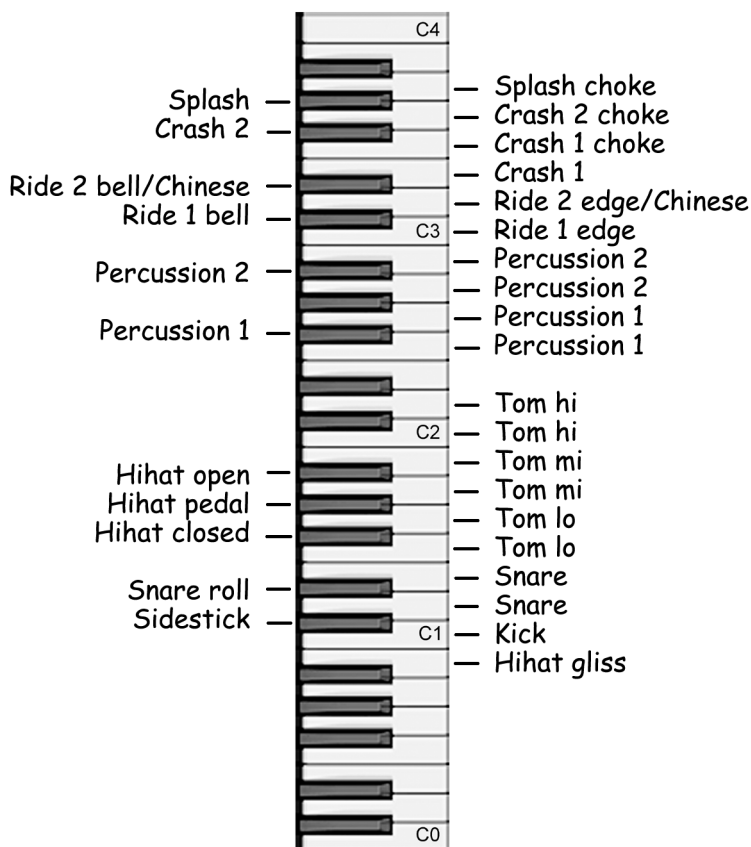 C4
Splash choke
Splash
Crash 2 choke
Crash 2
Crash 1 choke
Crash 1
Ride 2 bell/Chinese
Ride 2 edge/Chinese
Ride 1 bell
C3
Ride 1 edge
Percussion 2
Percussion 2
Percussion 2
Percussion 1
Percussion 1
Percussion 1
Tom hi
C2
Tom hi
Tom mi
Hihat open
Tom mi
Hihat pedal
Tom lo
Hihat closed
Tom lo
Snare
Snare roll
Snare
Sidestick
C1
Kick
Hihat gliss
C0